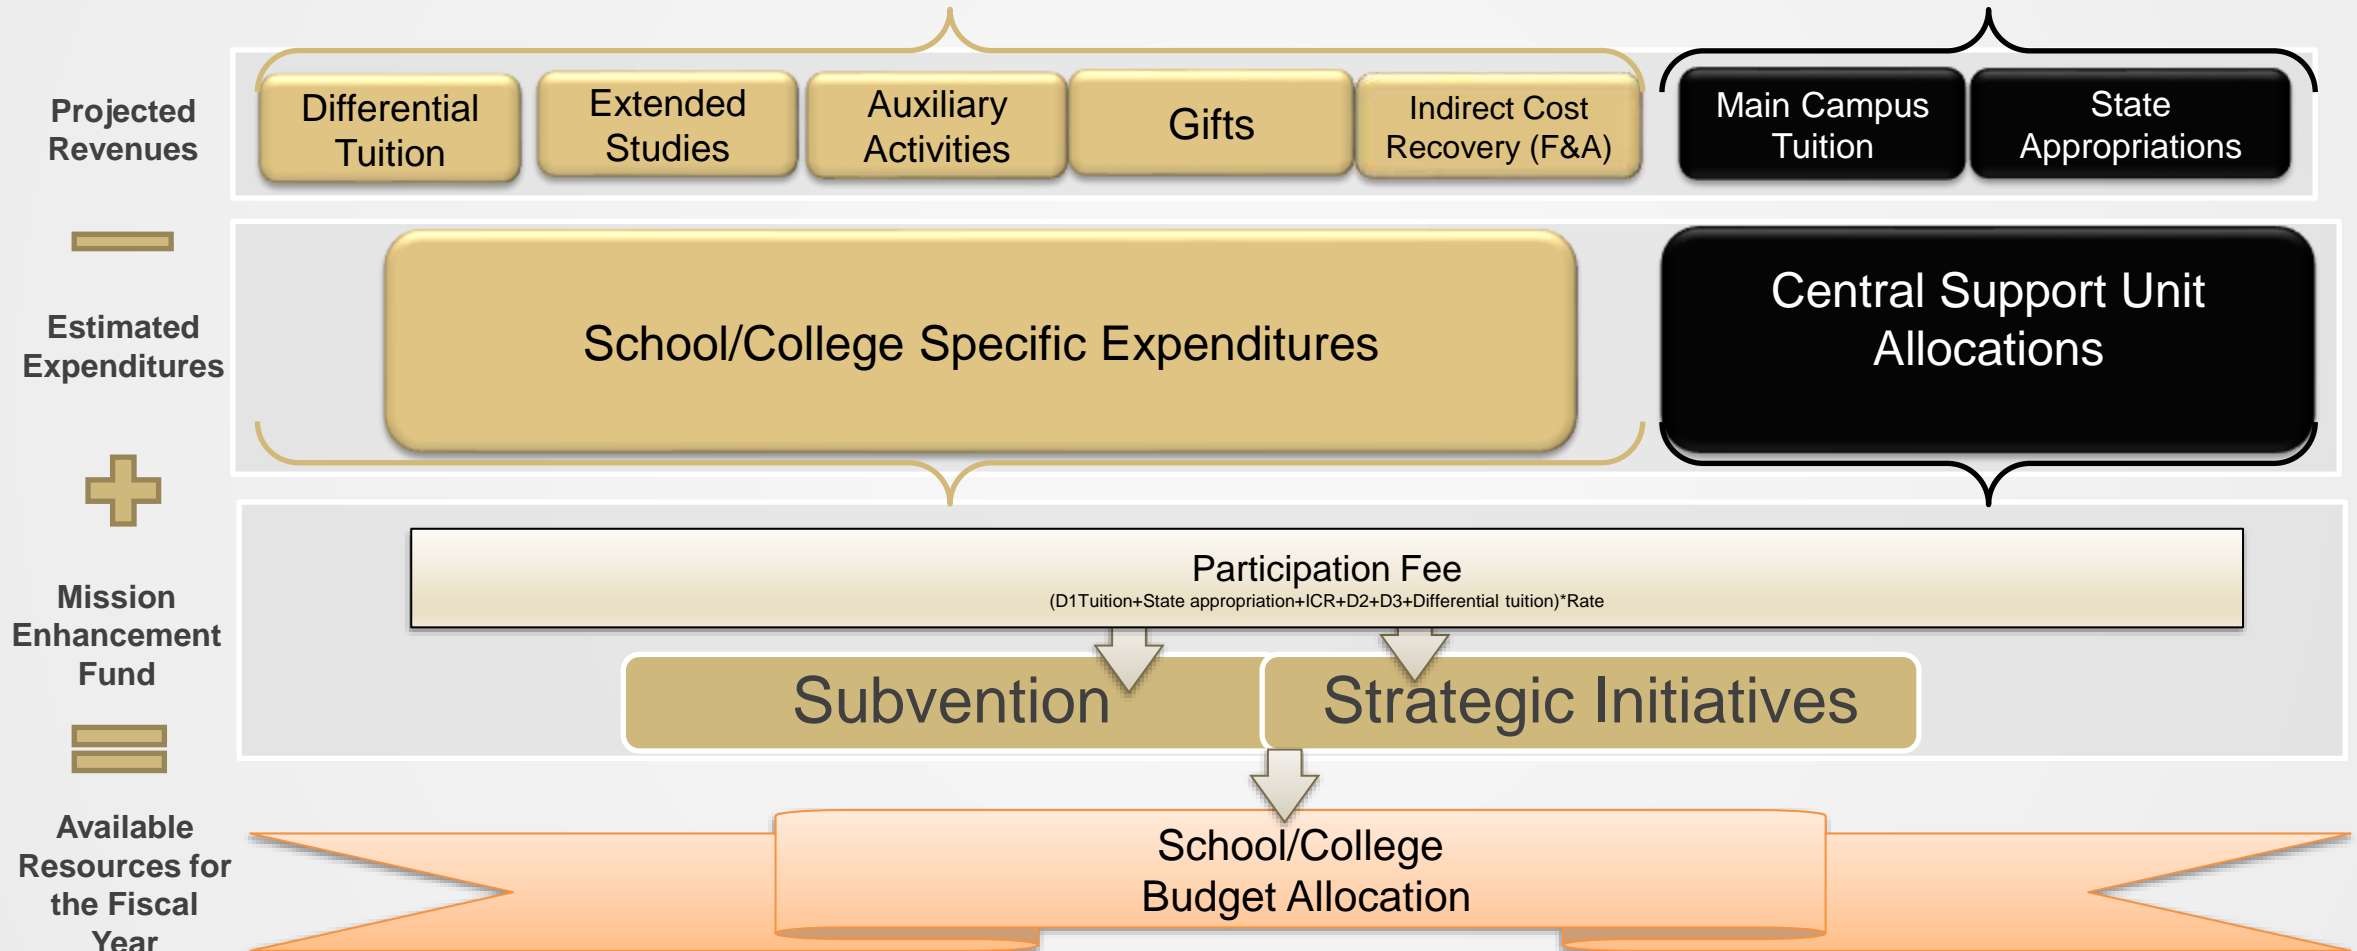 Projected
Revenues
Differential
Tuition
Extended
Studies
Auxiliary
Activities
Gifts
Indirect Cost
Recovery (F&A)
Main Campus
Tuition
State
Appropriations
Estimated
Expenditures
School/College Specific Expenditures
Central Support Unit
Allocations
Mission
Enhancement
Fund
Participation Fee
(D1Tuition+State appropriation+ICR+D2+D3+Differential tuition)*Rate
Subvention
Strategic Initiatives
Available
Resources for
the Fiscal
Year
School/College
Budget Allocation